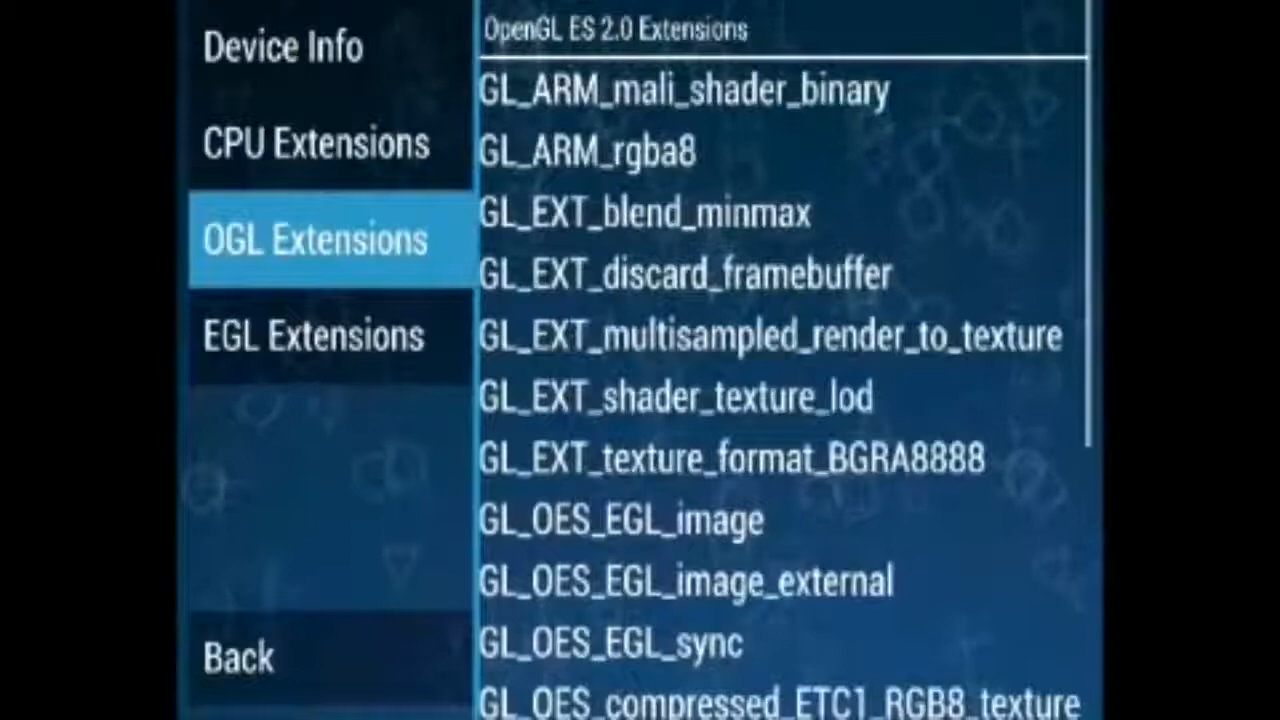 Device Info
CPU Extensions
OGL Extensions
EGL Extensions
Back
OpenGL ES 2.0 Extensions
GL_ARM_mali_shader_binary
GL_ARM_rgba8
GL_EXT_blend_minmax
GL_EXT_discard_framebuffer
GL_EXT_multisampled_render_to_texture
GL_EXT_shader_texture_lod
GL_EXT_texture_format_BGRA8888
GL_OES_EGL_image
GL_OES_EGL_image_external
GL_OES_EGL_sync
GL_OES_compressed_ETC1_RGB8_texture